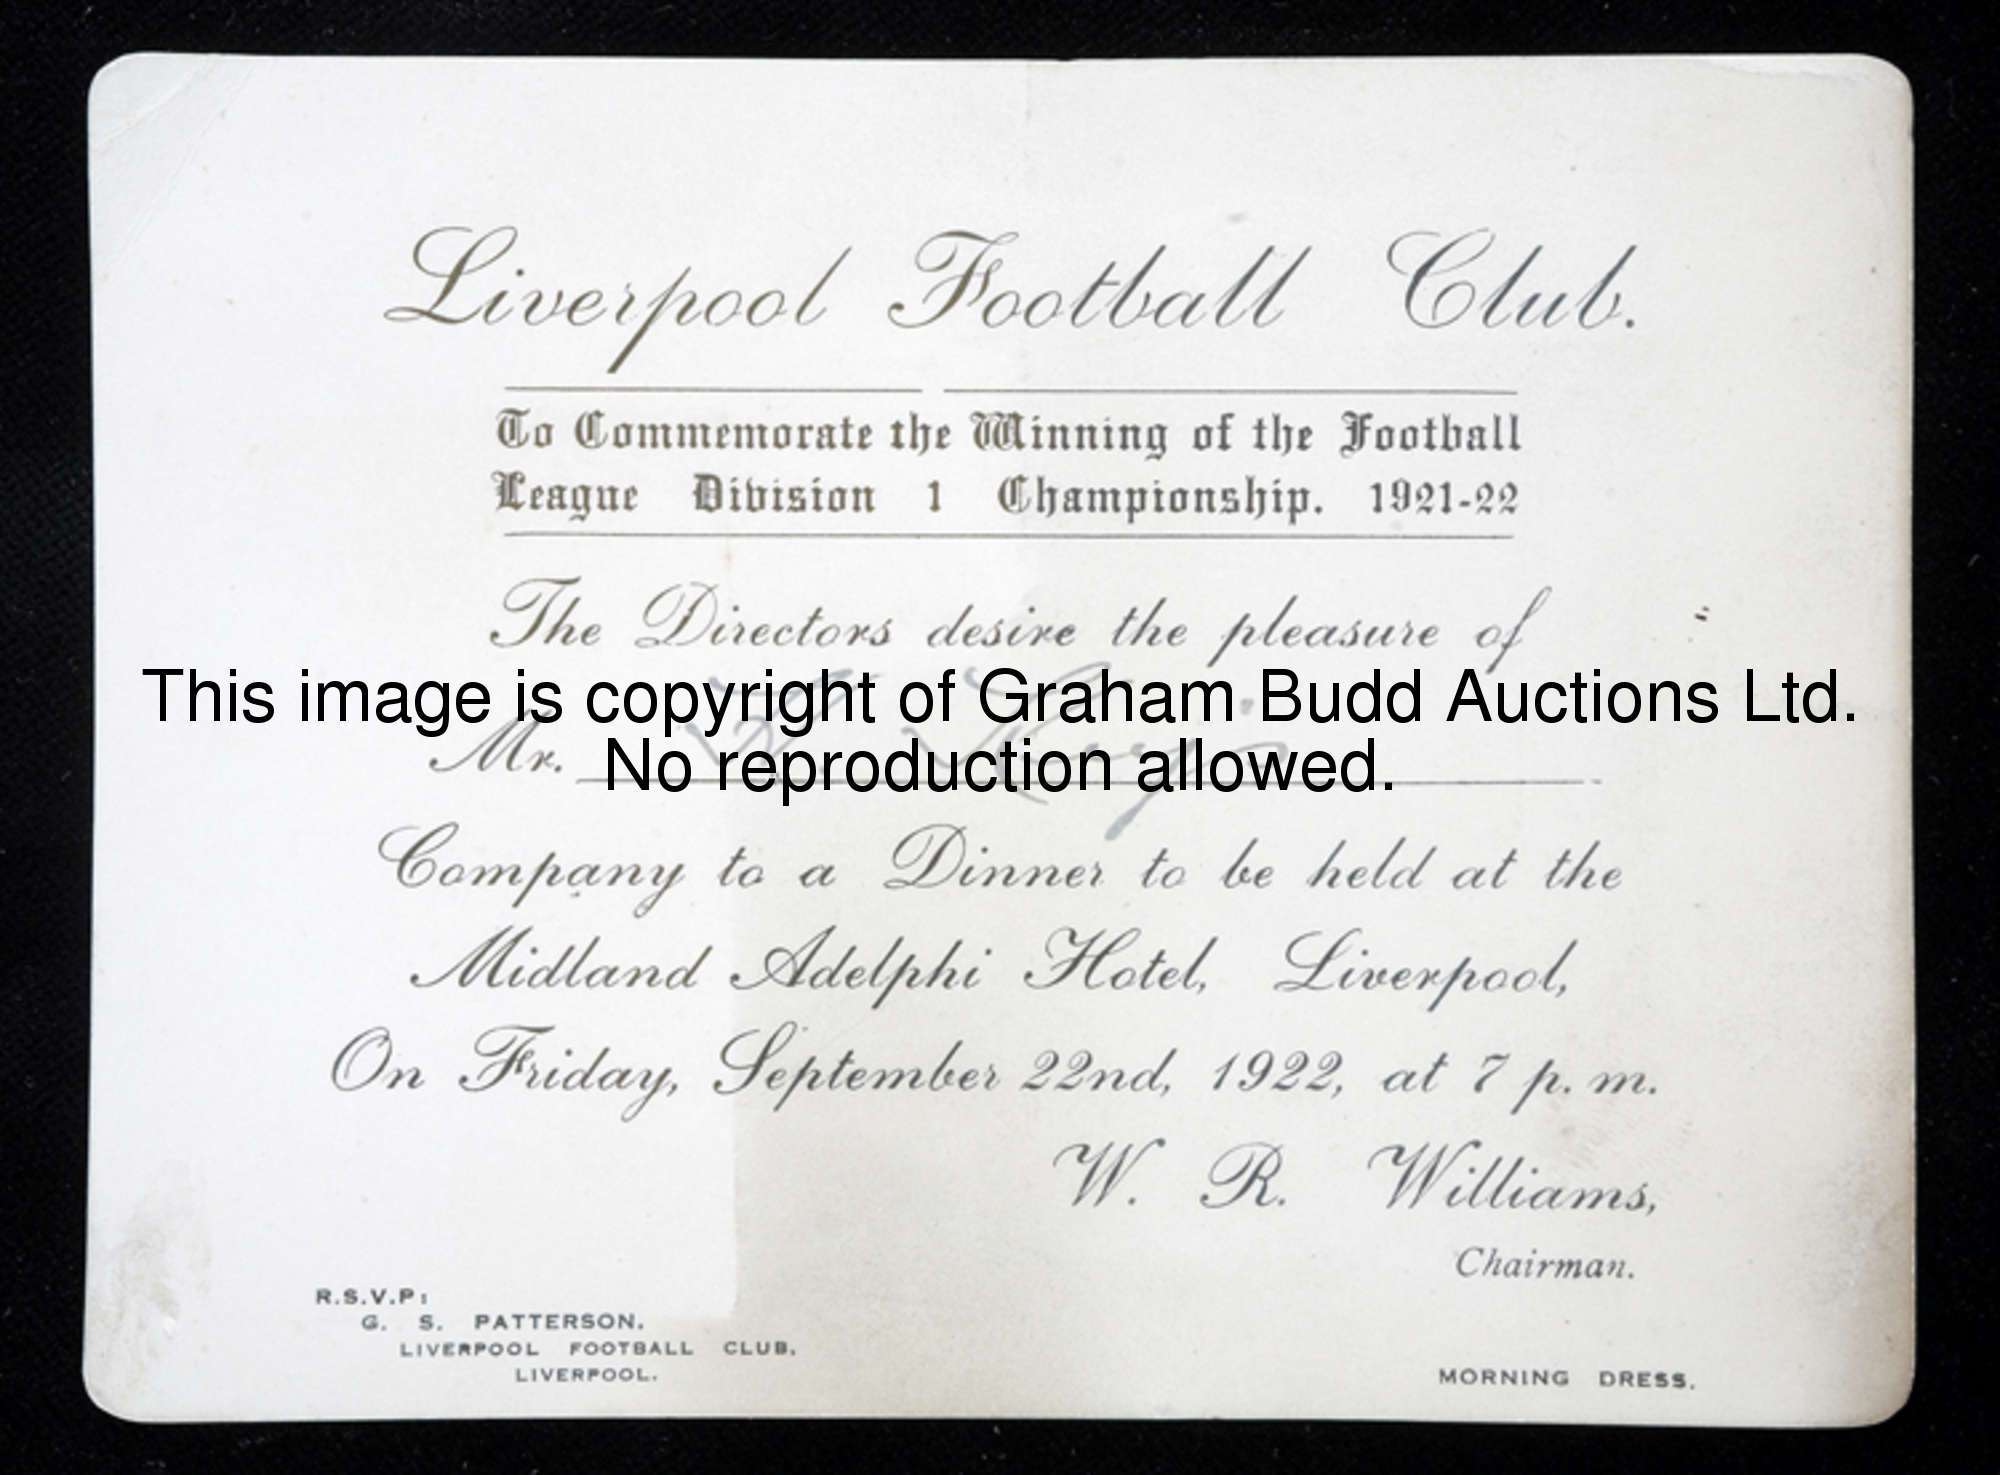 Liverpool Football Club.
To Commemorate the Winning of the Football
League Division 1 Championship. 1921-22
The Directors desire the pleasure of
This image is copyright of Graham Budd Auctions Ltd.
Mr.
No reproduction allowed.
Company to a Dinner to be held at the
Midland Adelphi Hotel, Liverpool,
On Friday, September 22nd, 1922, at 7 p.m.
W. R. Williams,
Chairman.
R.S.V.P:
G. S. PATTERSON.
LIVERPOOL FOOTBALL CLUB.
LIVERPOOL.
MORNING DRESS.